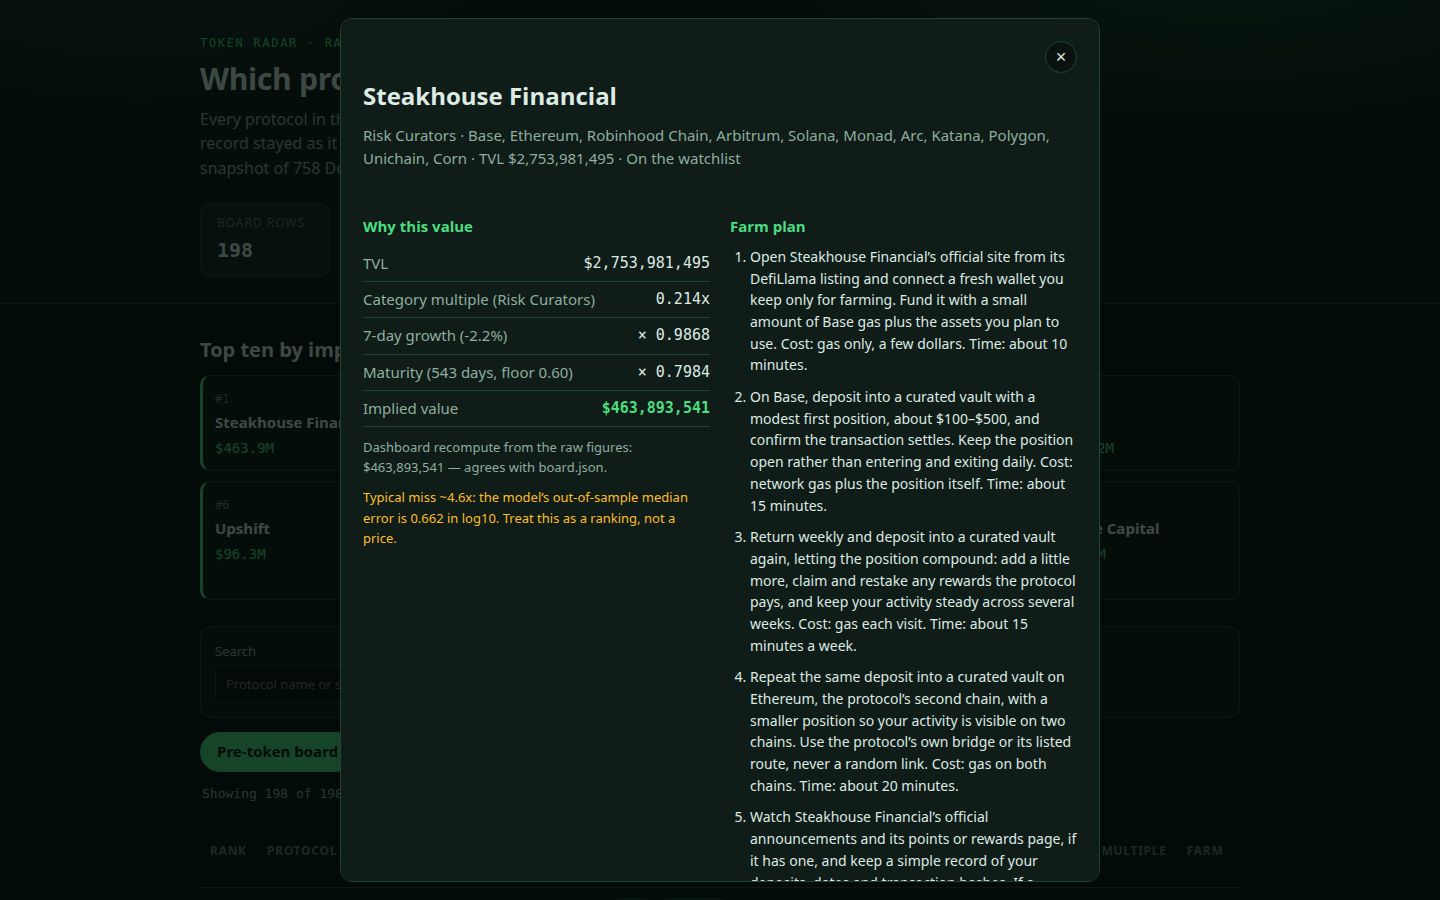 TOKEN RADAR · RA
Which pro
Every protocol in th
record stayed as it
snapshot of 758 De
BOARD ROWS
198
Top ten by imp
#1
Steakhouse Finan
$463.9M
2M
#6
Upshift
$96.3M
e Capital
M
Search
Protocol name or s
Pre-token board
Showing 198 of 198
RANK PROTOCOL MULTIPLE FARM
×
Steakhouse Financial
Risk Curators · Base, Ethereum, Robinhood Chain, Arbitrum, Solana, Monad, Arc, Katana, Polygon,
Unichain, Corn · TVL $2,753,981,495 · On the watchlist
Why this value
TVL $2,753,981,495
Category multiple (Risk Curators) 0.214x
7-day growth (-2.2%) × 0.9868
Maturity (543 days, floor 0.60) × 0.7984
Implied value $463,893,541
Dashboard recompute from the raw figures:
$463,893,541 — agrees with board.json.
Typical miss ~4.6x: the model’s out-of-sample median
error is 0.662 in log10. Treat this as a ranking, not a
price.
Farm plan
1. Open Steakhouse Financial’s official site from its
DefiLlama listing and connect a fresh wallet you
keep only for farming. Fund it with a small
amount of Base gas plus the assets you plan to
use. Cost: gas only, a few dollars. Time: about 10
minutes.
2. On Base, deposit into a curated vault with a
modest first position, about $100–$500, and
confirm the transaction settles. Keep the position
open rather than entering and exiting daily. Cost:
network gas plus the position itself. Time: about
15 minutes.
3. Return weekly and deposit into a curated vault
again, letting the position compound: add a little
more, claim and restake any rewards the protocol
pays, and keep your activity steady across several
weeks. Cost: gas each visit. Time: about 15
minutes a week.
4. Repeat the same deposit into a curated vault on
Ethereum, the protocol’s second chain, with a
smaller position so your activity is visible on two
chains. Use the protocol’s own bridge or its listed
route, never a random link. Cost: gas on both
chains. Time: about 20 minutes.
5. Watch Steakhouse Financial’s official
announcements and its points or rewards page, if
it has one, and keep a simple record of your
deposits, dates and transaction hashes. If a